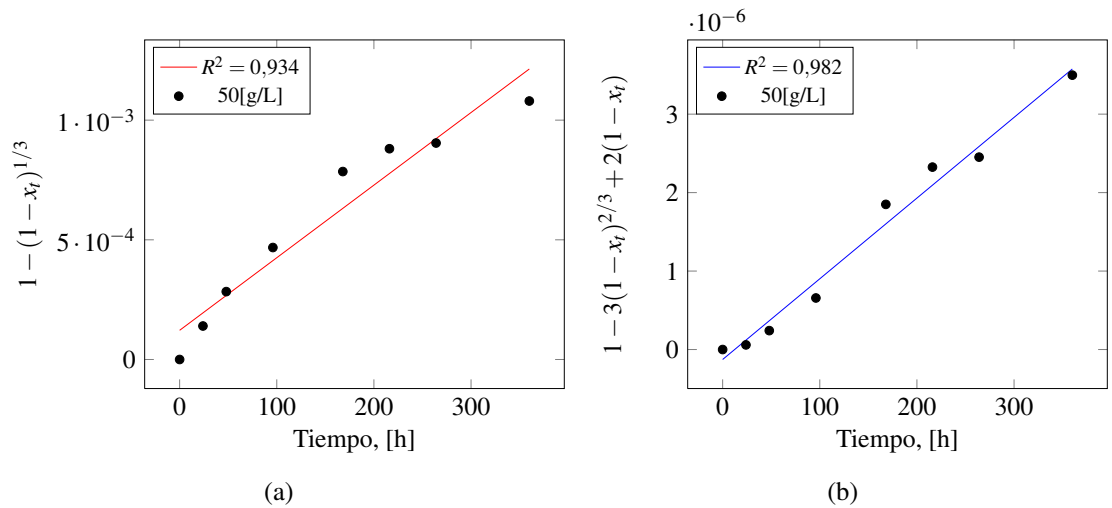 R² = 0,934
50[g/L]
1 · 10⁻³
5 · 10⁻⁴
0
1 − (1 − xₜ)^{1/3}
0 100 200 300
Tiempo, [h]
(a)
·10⁻⁶
R² = 0,982
50[g/L]
3
2
1
0
1 − 3(1 − xₜ)^{2/3} + 2(1 − xₜ)
0 100 200 300
Tiempo, [h]
(b)